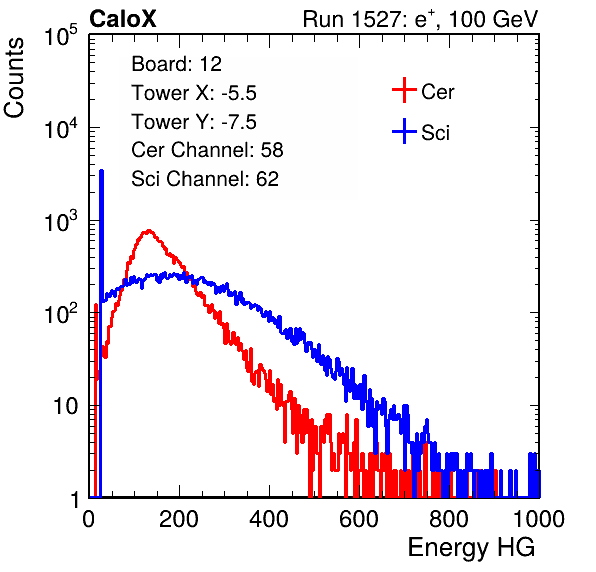 CaloX Run 1527: e⁺, 100 GeV
Counts
Board: 12
Tower X: -5.5
Tower Y: -7.5
Cer Channel: 58
Sci Channel: 62
Cer
Sci
10⁵
10⁴
10³
10²
10
1
0 200 400 600 800 1000
Energy HG